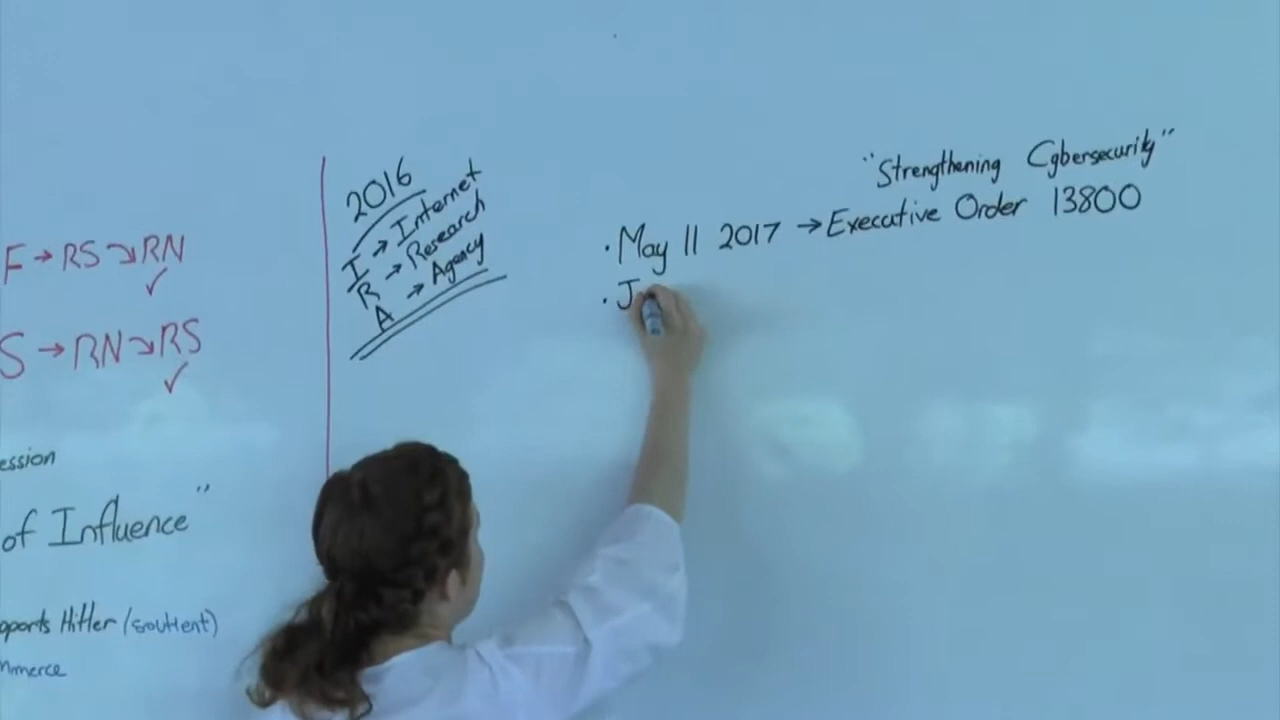 F → RS ↘ RN
✓
S → RN ↘ RS
✓
ession
of Influence"
pports Hitler (soutient)
mmerce
2016
I → Internet
R → Research
A → Agency
"Strengthening Cybersecurity"
· May 11 2017 → Executive Order 13800
· J